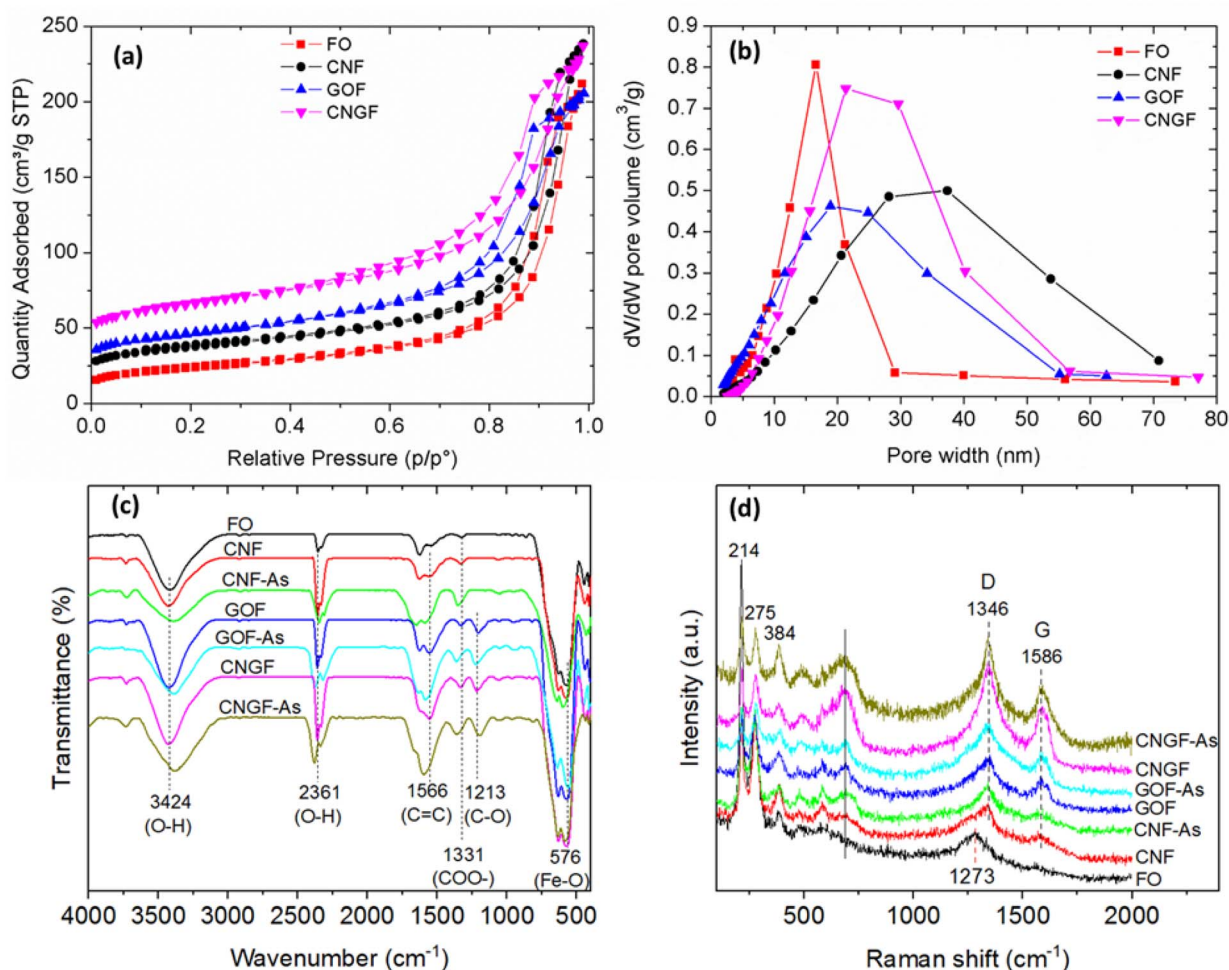 (a)
FO
CNF
GOF
CNGF
250
200
150
100
50
0
0.0 0.2 0.4 0.6 0.8 1.0
Quantity Adsorbed (cm³/g STP)
Relative Pressure (p/p°)
(b)
FO
CNF
GOF
CNGF
0.9
0.8
0.7
0.6
0.5
0.4
0.3
0.2
0.1
0.0
0 10 20 30 40 50 60 70 80
dV/dW pore volume (cm³/g)
Pore width (nm)
(c)
FO
CNF
CNF-As
GOF
GOF-As
CNGF
CNGF-As
3424
(O-H)
2361
(O-H)
1566
(C=C)
1213
(C-O)
1331
(COO-)
576
(Fe-O)
4000 3500 3000 2500 2000 1500 1000 500
Transmittance (%)
Wavenumber (cm⁻¹)
(d)
214
275
384
D
1346
G
1586
CNGF-As
CNGF
GOF-As
GOF
CNF-As
CNF
FO
1273
500 1000 1500 2000
Intensity (a.u.)
Raman shift (cm⁻¹)